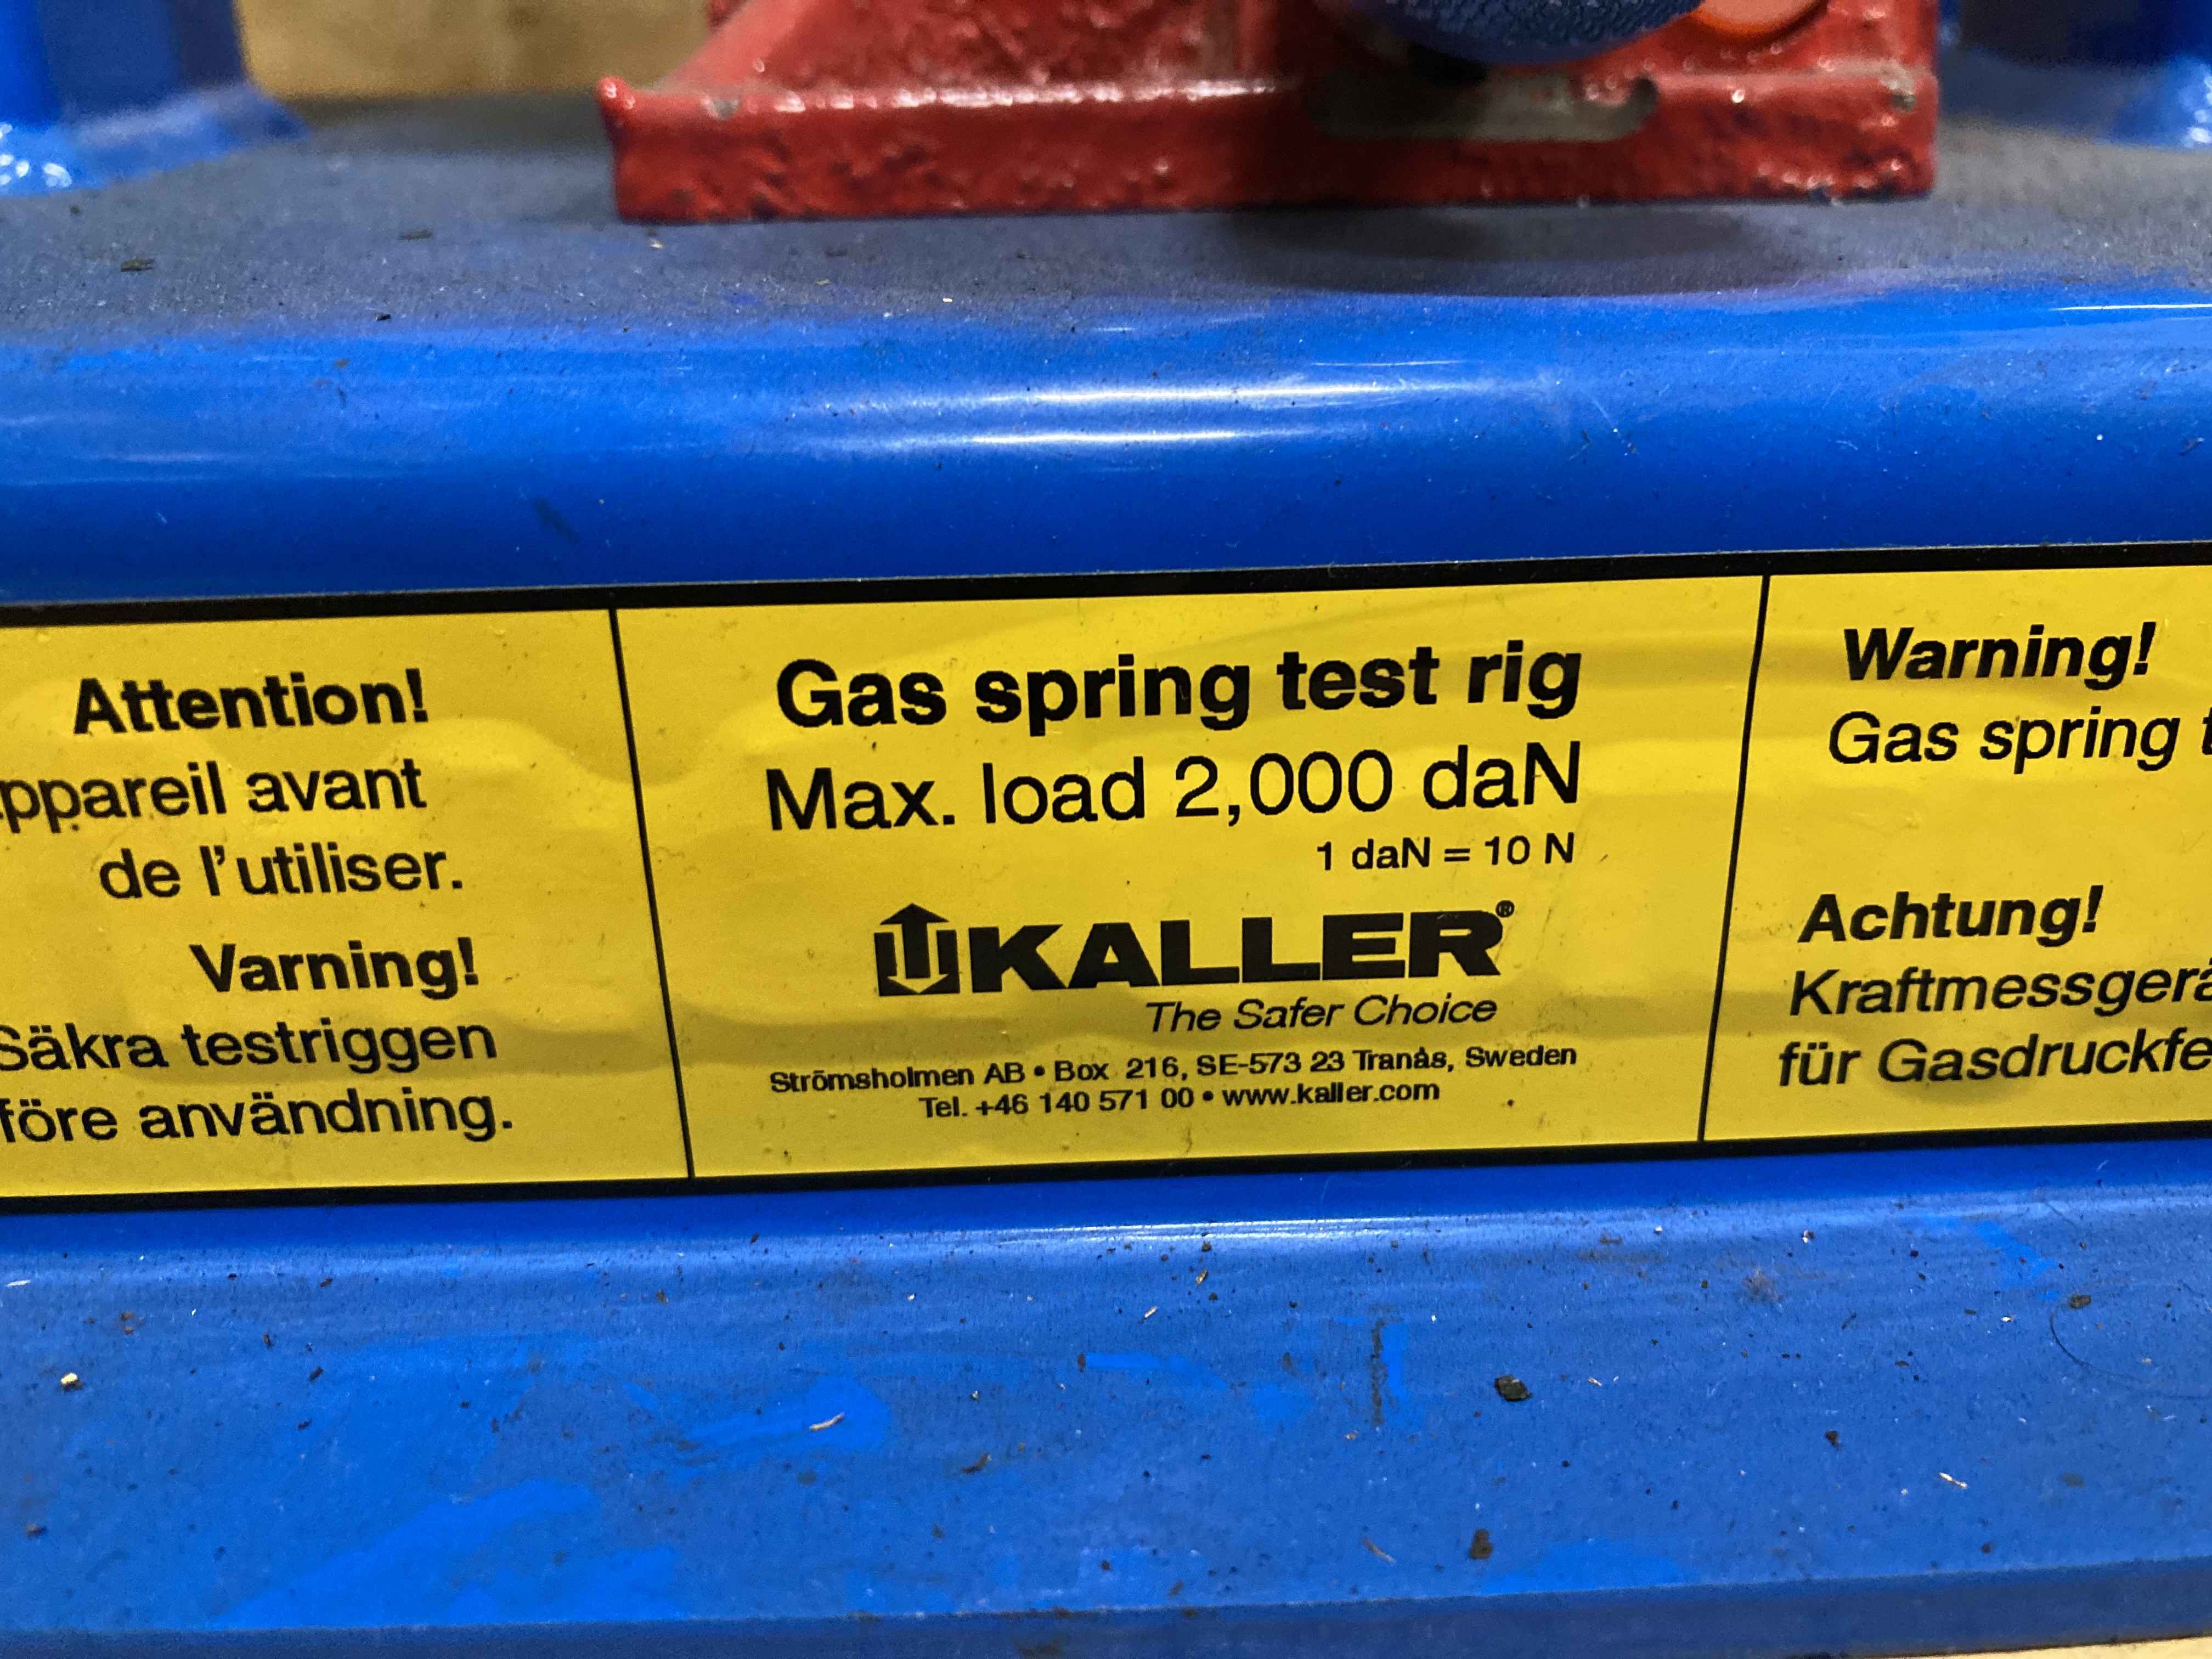 Attention!
avant
de l'utiliser.
Varning!
Säkra testriggen
användning.
Gas spring test rig
Max. load 2,000 daN
1 daN = 10 N
KALLER®
The Safer Choice
Strömsholmen AB • Box 216, SE-573 23 Tranås, Sweden
Tel. +46 140 571 00 • www.kaller.com
Warning!
Gas spring
Achtung!
für